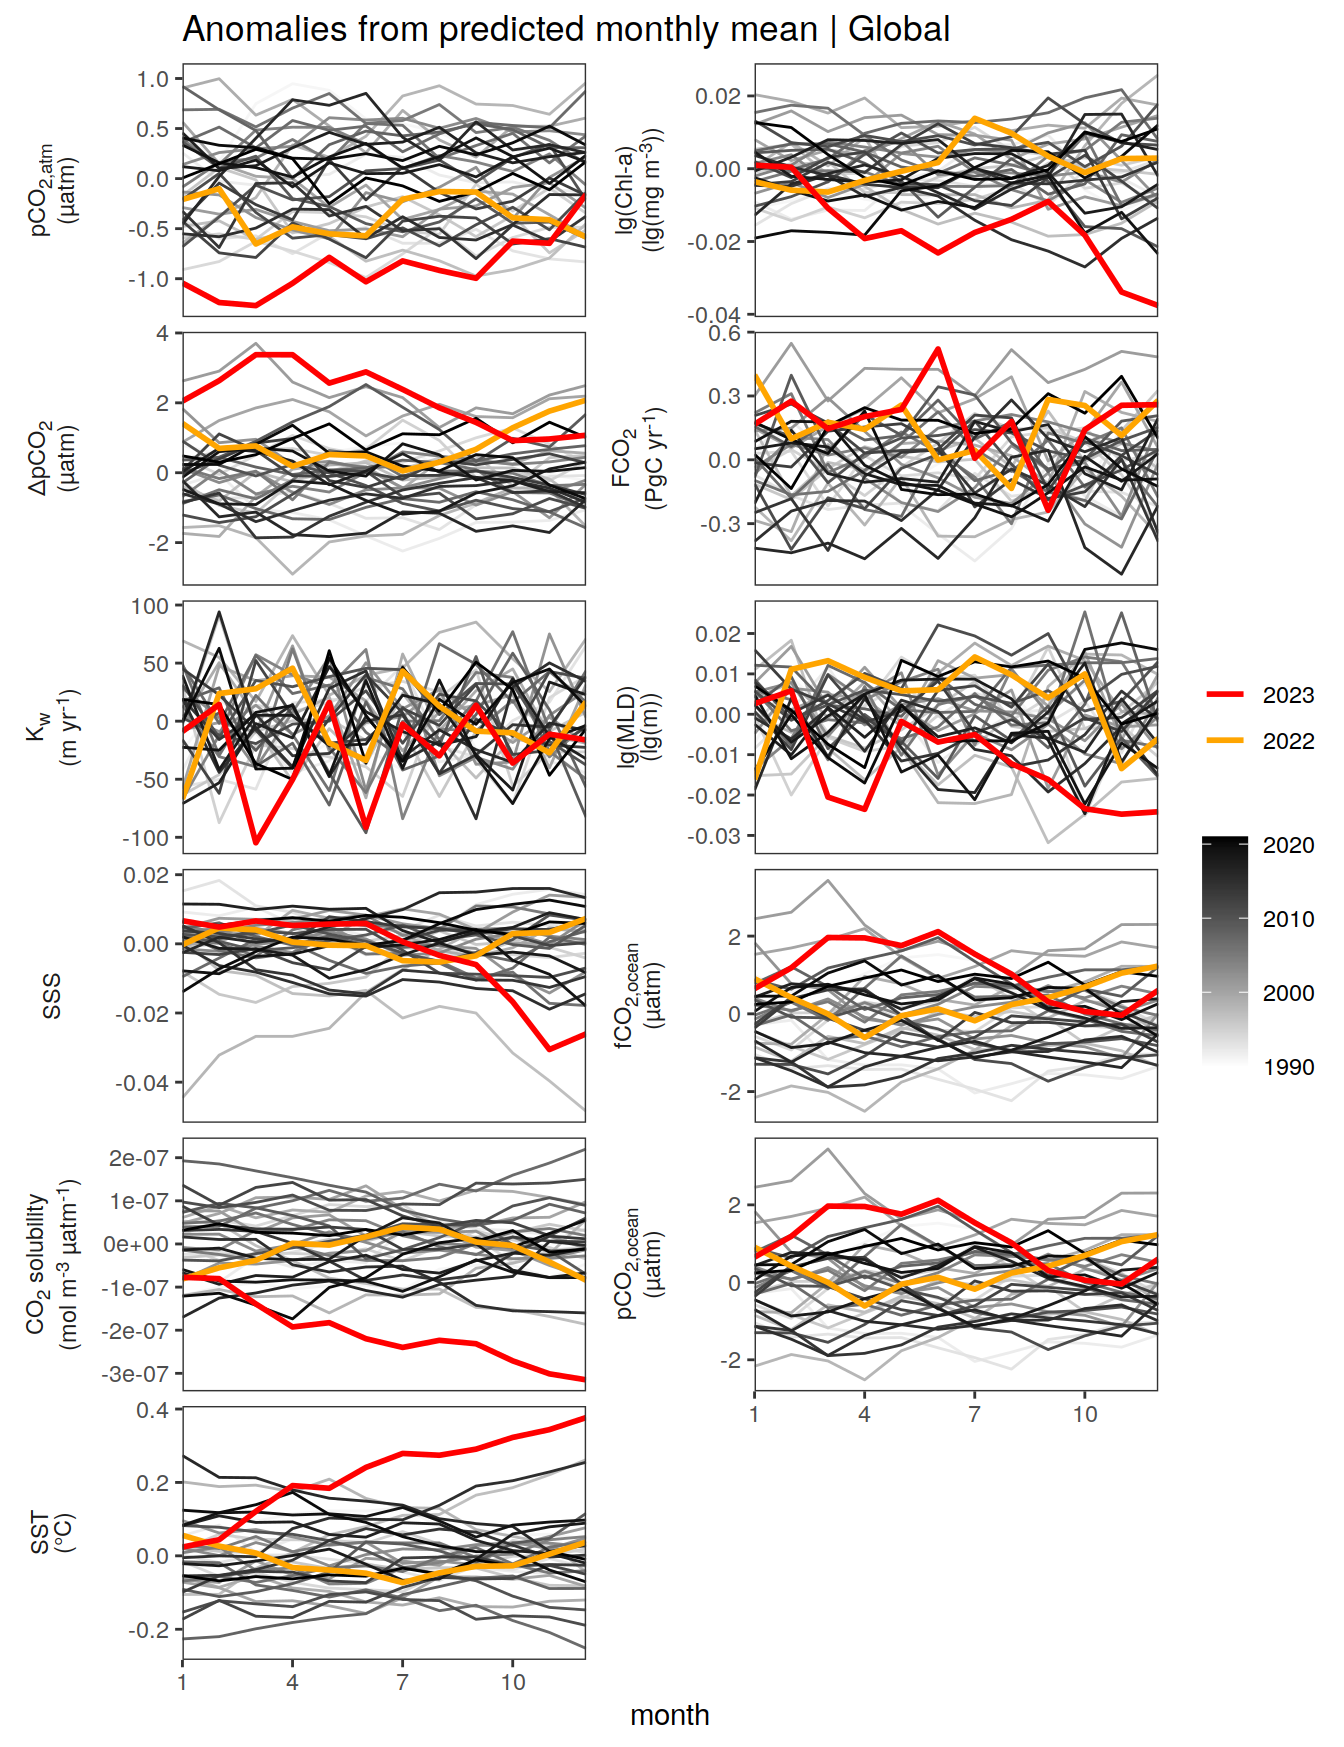 Anomalies from predicted monthly mean | Global
pCO2,atm
(µatm)
1.0
0.5
0.0
-0.5
-1.0
lg(Chl-a)
(lg(mg m-3))
0.02
0.00
-0.02
-0.04
ΔpCO2
(µatm)
4
2
0
-2
FCO2
(PgC yr-1)
0.6
0.3
0.0
-0.3
Kw
(m yr-1)
100
50
0
-50
-100
lg(MLD)
(lg(m))
0.02
0.01
0.00
-0.01
-0.02
-0.03
SSS
0.02
0.00
-0.02
-0.04
fCO2,ocean
(µatm)
2
0
-2
CO2 solubility
(mol m-3 µatm-1)
2e-07
1e-07
0e+00
-1e-07
-2e-07
-3e-07
pCO2,ocean
(µatm)
2
0
-2
1 4 7 10
SST
(°C)
0.4
0.2
0.0
-0.2
1 4 7 10
month
2023
2022
2020
2010
2000
1990